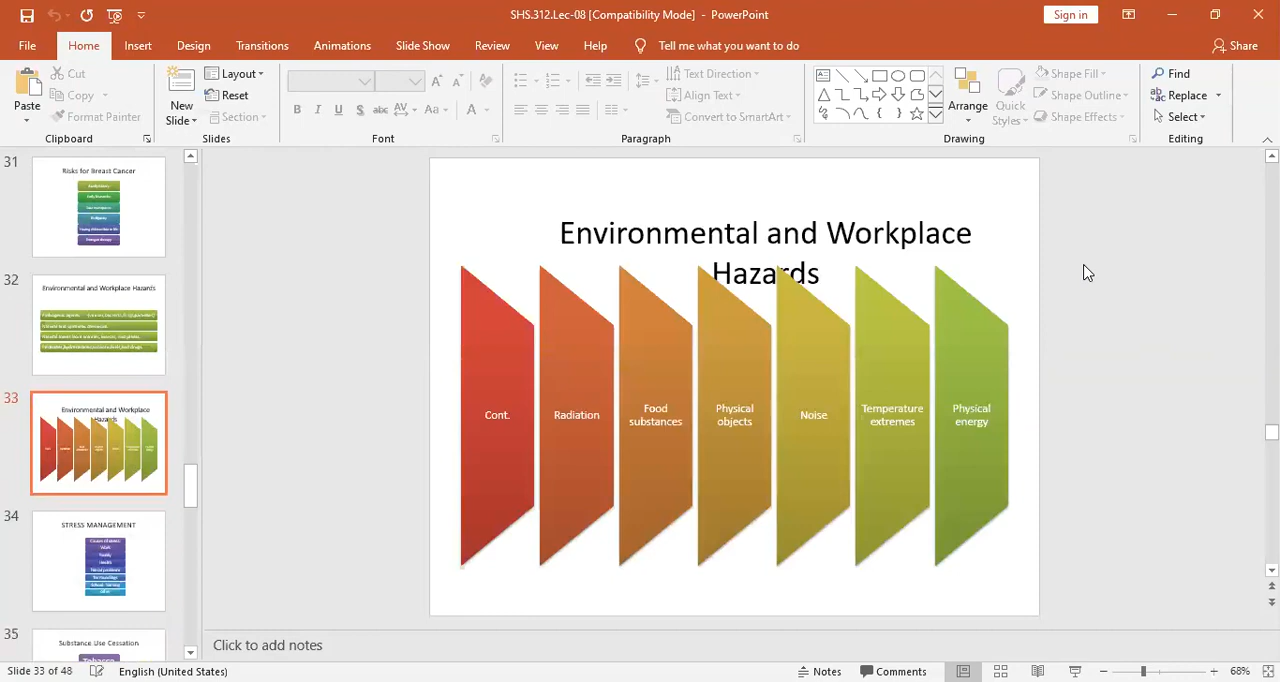 SHS.312.Lec-08 [Compatibility Mode] - PowerPoint
Sign in
File Home Insert Design Transitions Animations Slide Show Review View Help Tell me what you want to do Share
Paste
Cut
Copy
Format Painter
Clipboard
New
Slide
Layout
Reset
Section
Slides
B I U S abc AV Aa A
Font
Text Direction
Align Text
Convert to SmartArt
Paragraph
Arrange
Quick
Styles
Shape Fill
Shape Outline
Shape Effects
Drawing
Find
Replace
Select
Editing
31
Risks for Breast Cancer
32
Environmental and Workplace Hazards
33
Environmental and Workplace
Hazards
34
STRESS MANAGEMENT
35
Substance Use Cessation
Environmental and Workplace
Hazards
Cont.
Radiation
Food
substances
Physical
objects
Noise
Temperature
extremes
Physical
energy
Click to add notes
Slide 33 of 48 English (United States) Notes Comments 68%